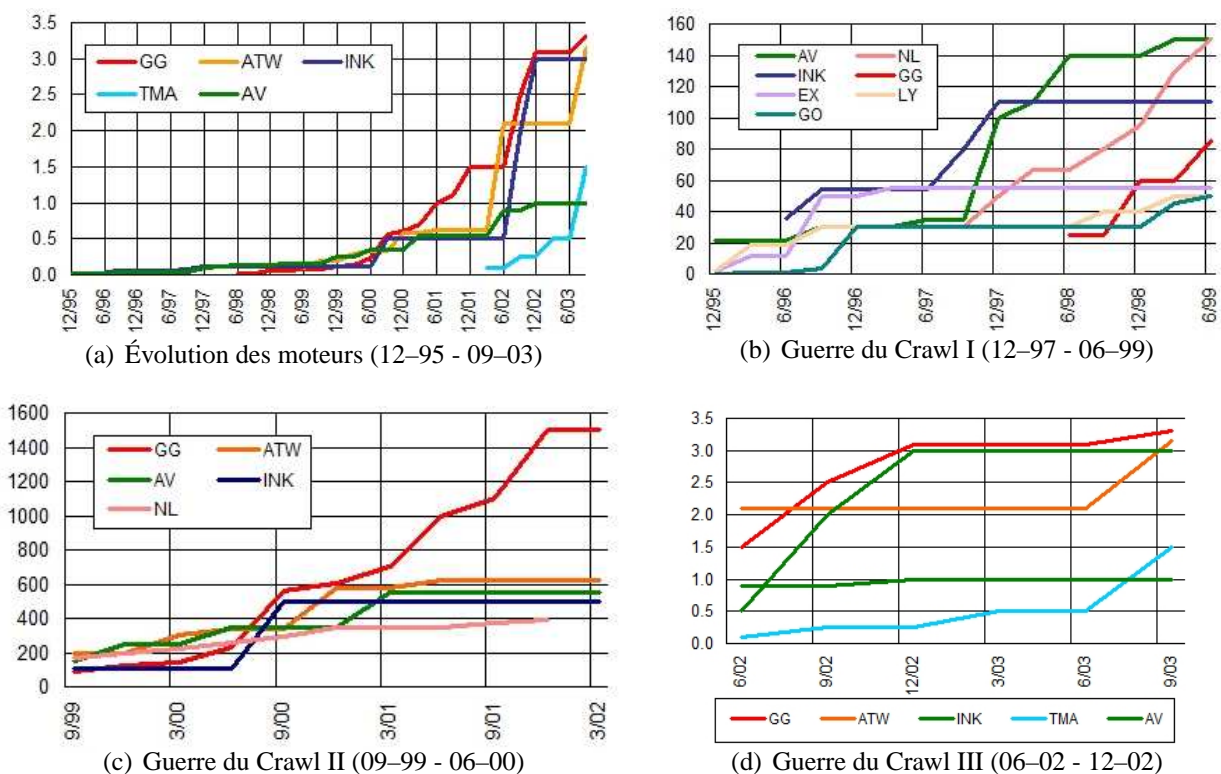 3.5
3.0
2.5
2.0
1.5
1.0
0.5
0.0
GG ATW INK
TMA AV
12/95 6/96 12/96 6/97 12/97 6/98 12/98 6/99 12/99 6/00 12/00 6/01 12/01 6/02 12/02 6/03
(a) Évolution des moteurs (12–95 - 09–03)
160
140
120
100
80
60
40
20
0
AV NL
INK GG
EX LY
GO
12/95 6/96 12/96 6/97 12/97 6/98 12/98 6/99
(b) Guerre du Crawl I (12–97 - 06–99)
1600
1400
1200
1000
800
600
400
200
0
GG ATW
AV INK
NL
9/99 3/00 9/00 3/01 9/01 3/02
(c) Guerre du Crawl II (09–99 - 06–00)
3.5
3.0
2.5
2.0
1.5
1.0
0.5
0.0
6/02 9/02 12/02 3/03 6/03 9/03
GG ATW INK TMA AV
(d) Guerre du Crawl III (06–02 - 12–02)